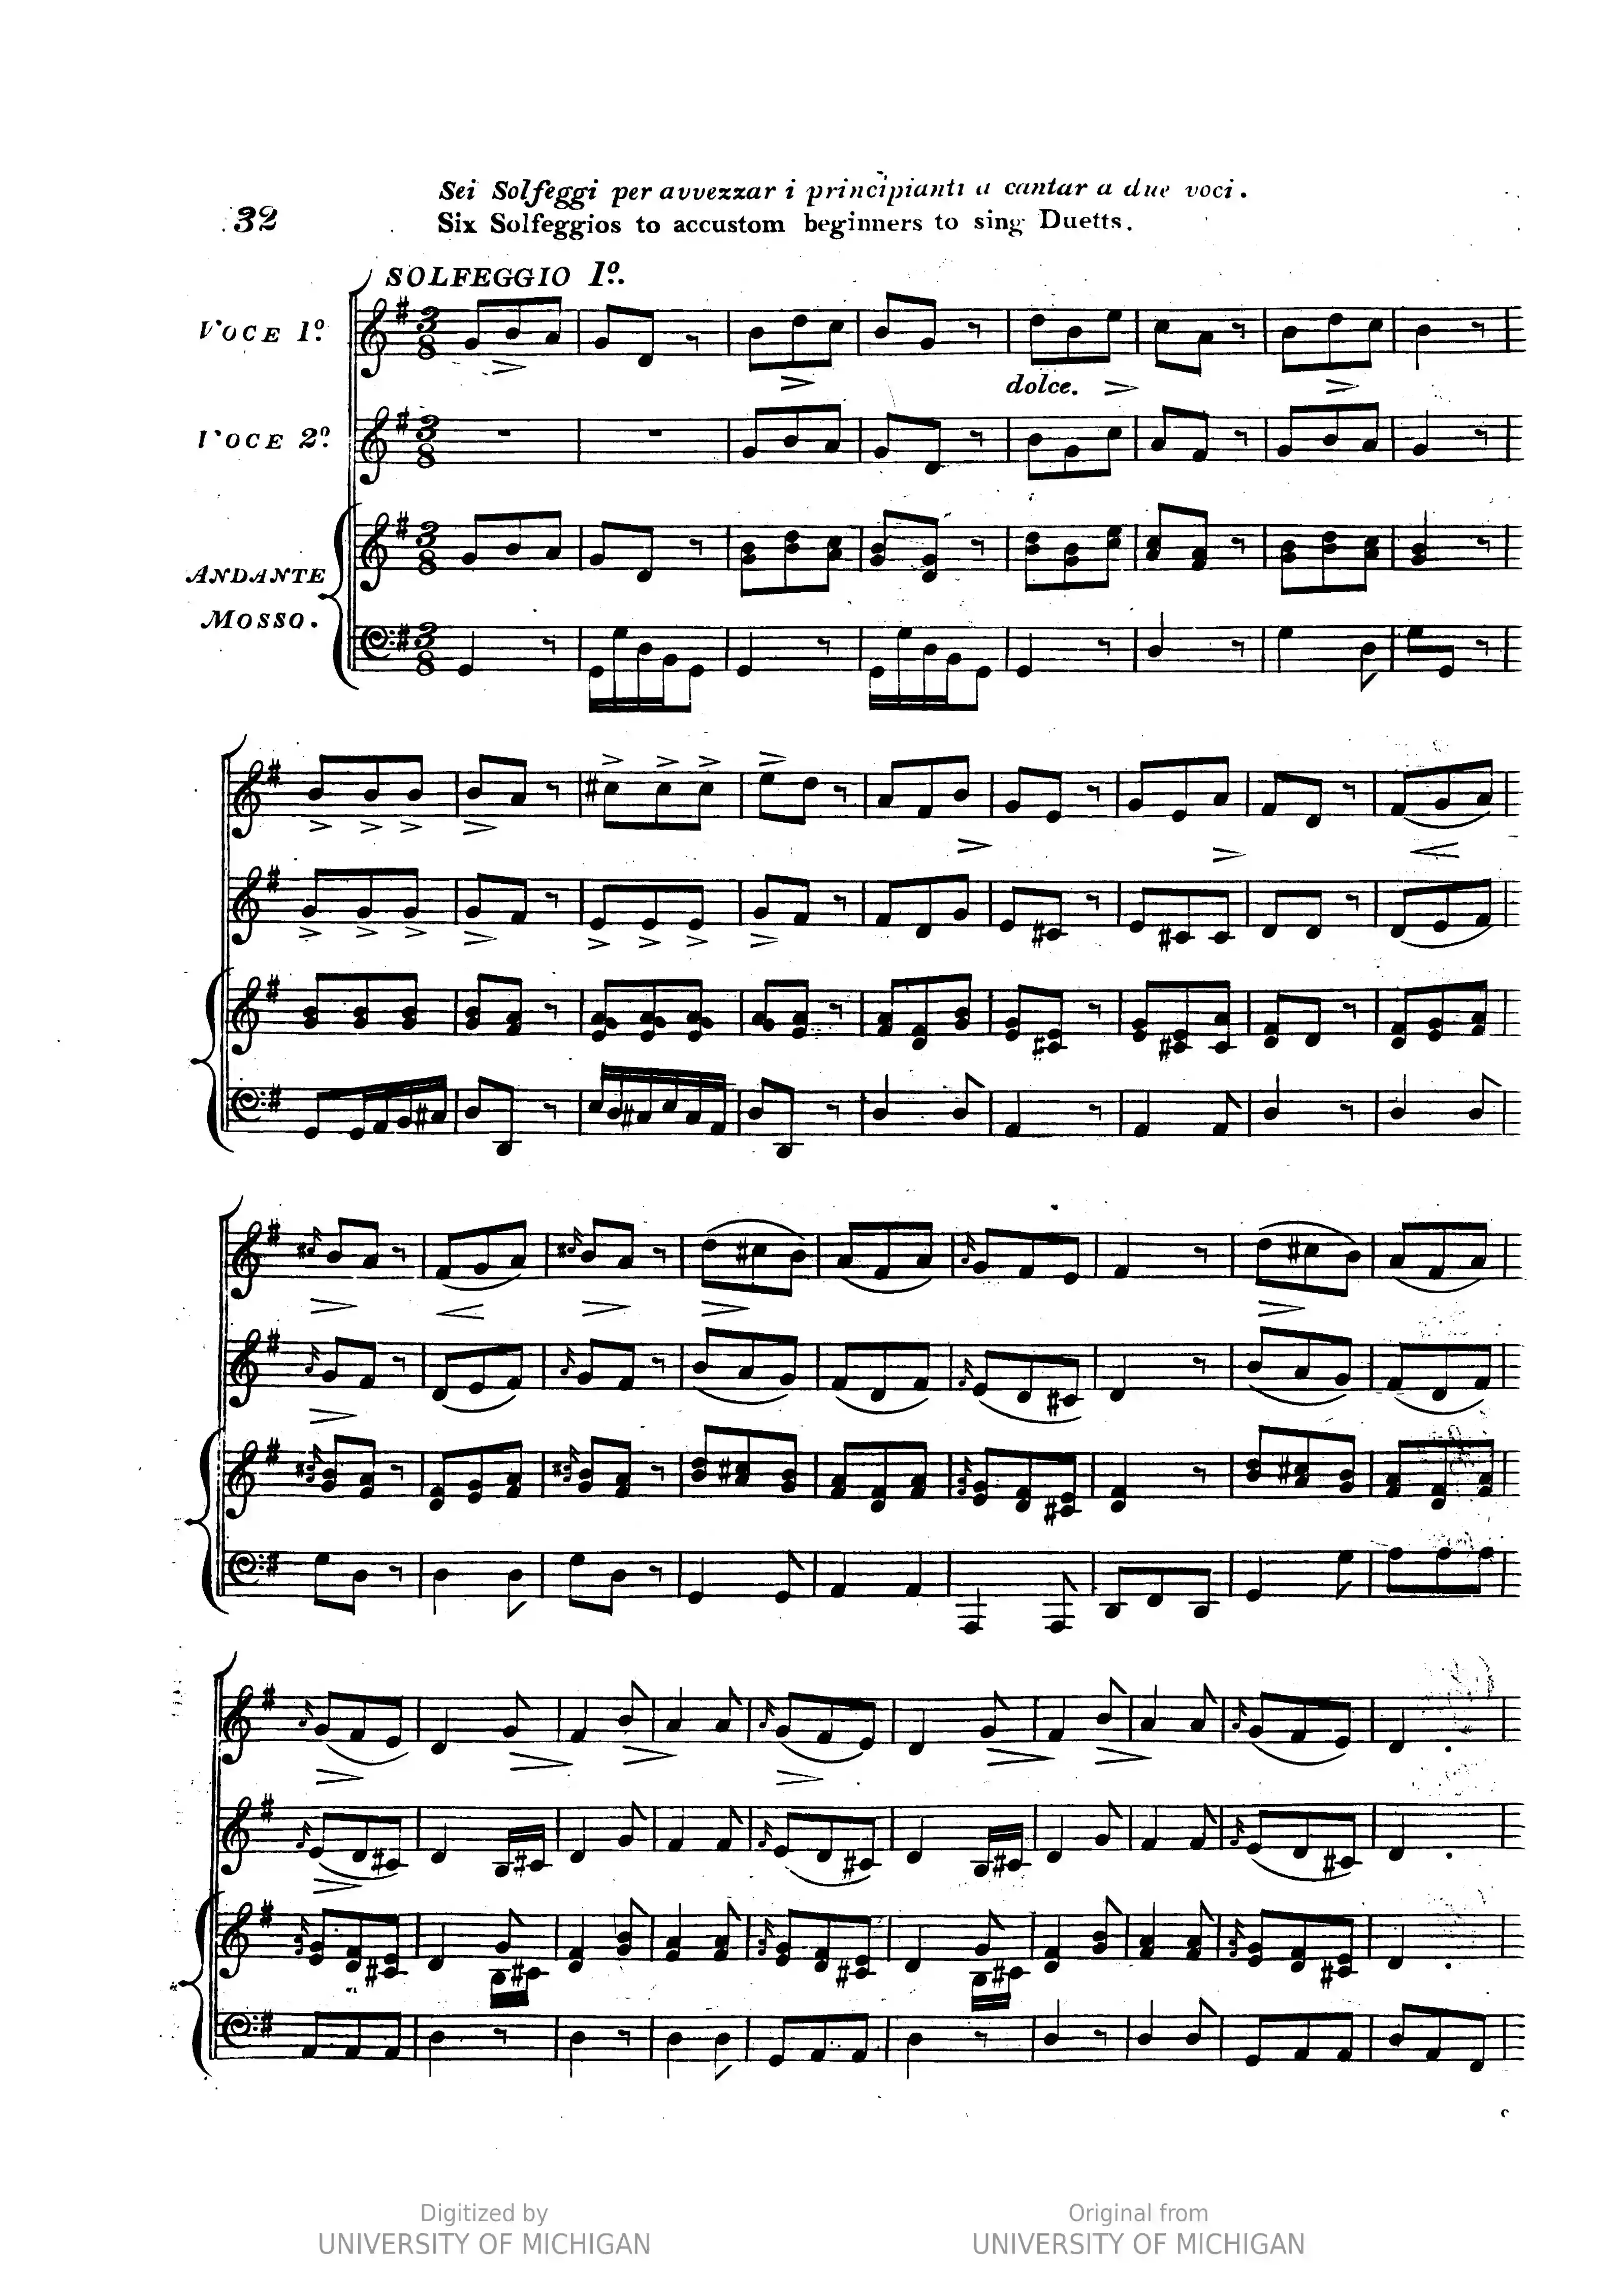 Sei Solfeggi per avvezzar i principianti a cantar a due voci.
32
Six Solfeggios to accustom beginners to sing Duetts.
SOLFEGGIO 1º.
VOCE 1º.
dolce.
VOCE 2º.
ANDANTE
MOSSO.
Digitized by
UNIVERSITY OF MICHIGAN
Original from
UNIVERSITY OF MICHIGAN